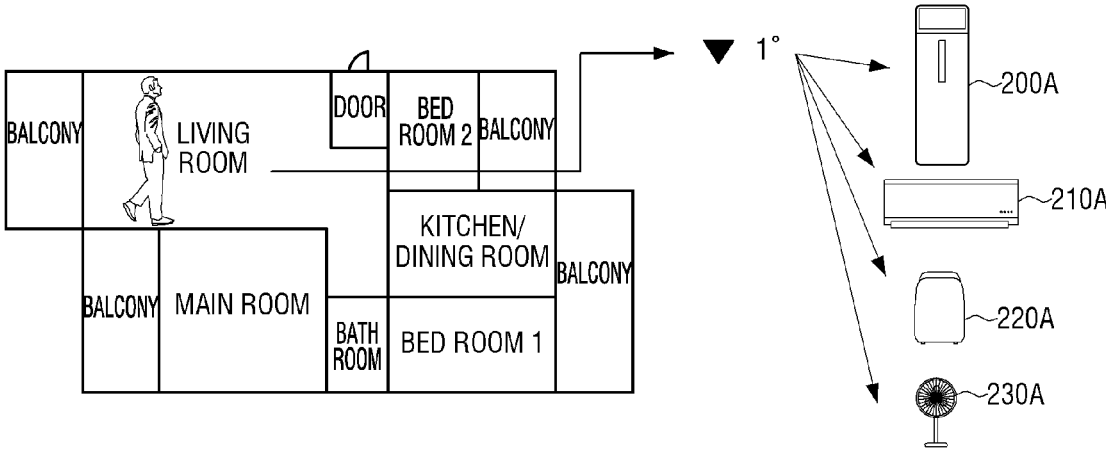 ▼ 1°
200A
DOOR
BED
ROOM 2
BALCONY
BALCONY
LIVING
ROOM
210A
KITCHEN/
DINING ROOM
BALCONY
BALCONY
MAIN ROOM
220A
BATH
ROOM
BED ROOM 1
230A